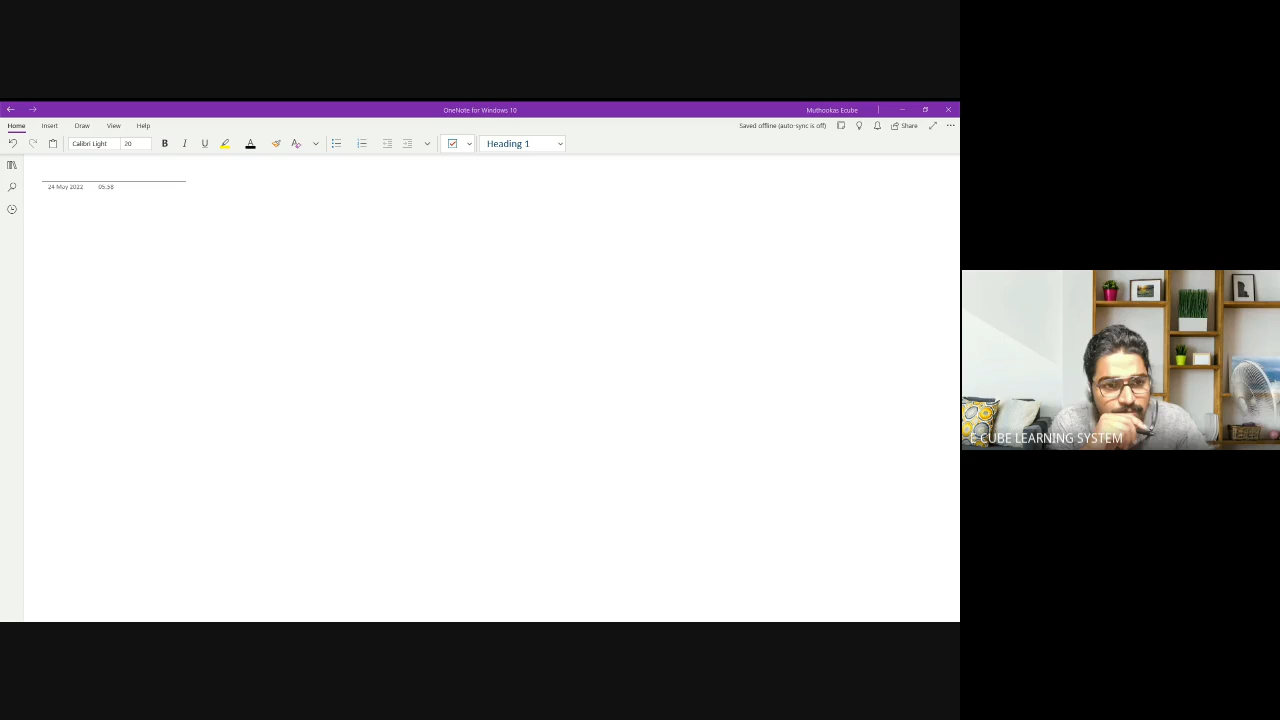 OneNote for Windows 10
Muthookas Ecube
Home Insert Draw View Help
Saved offline (auto-sync is off)
Share
Calibri Light 20
B I U A A
Heading 1
24 May 2022 05.58
E CUBE LEARNING SYSTEM